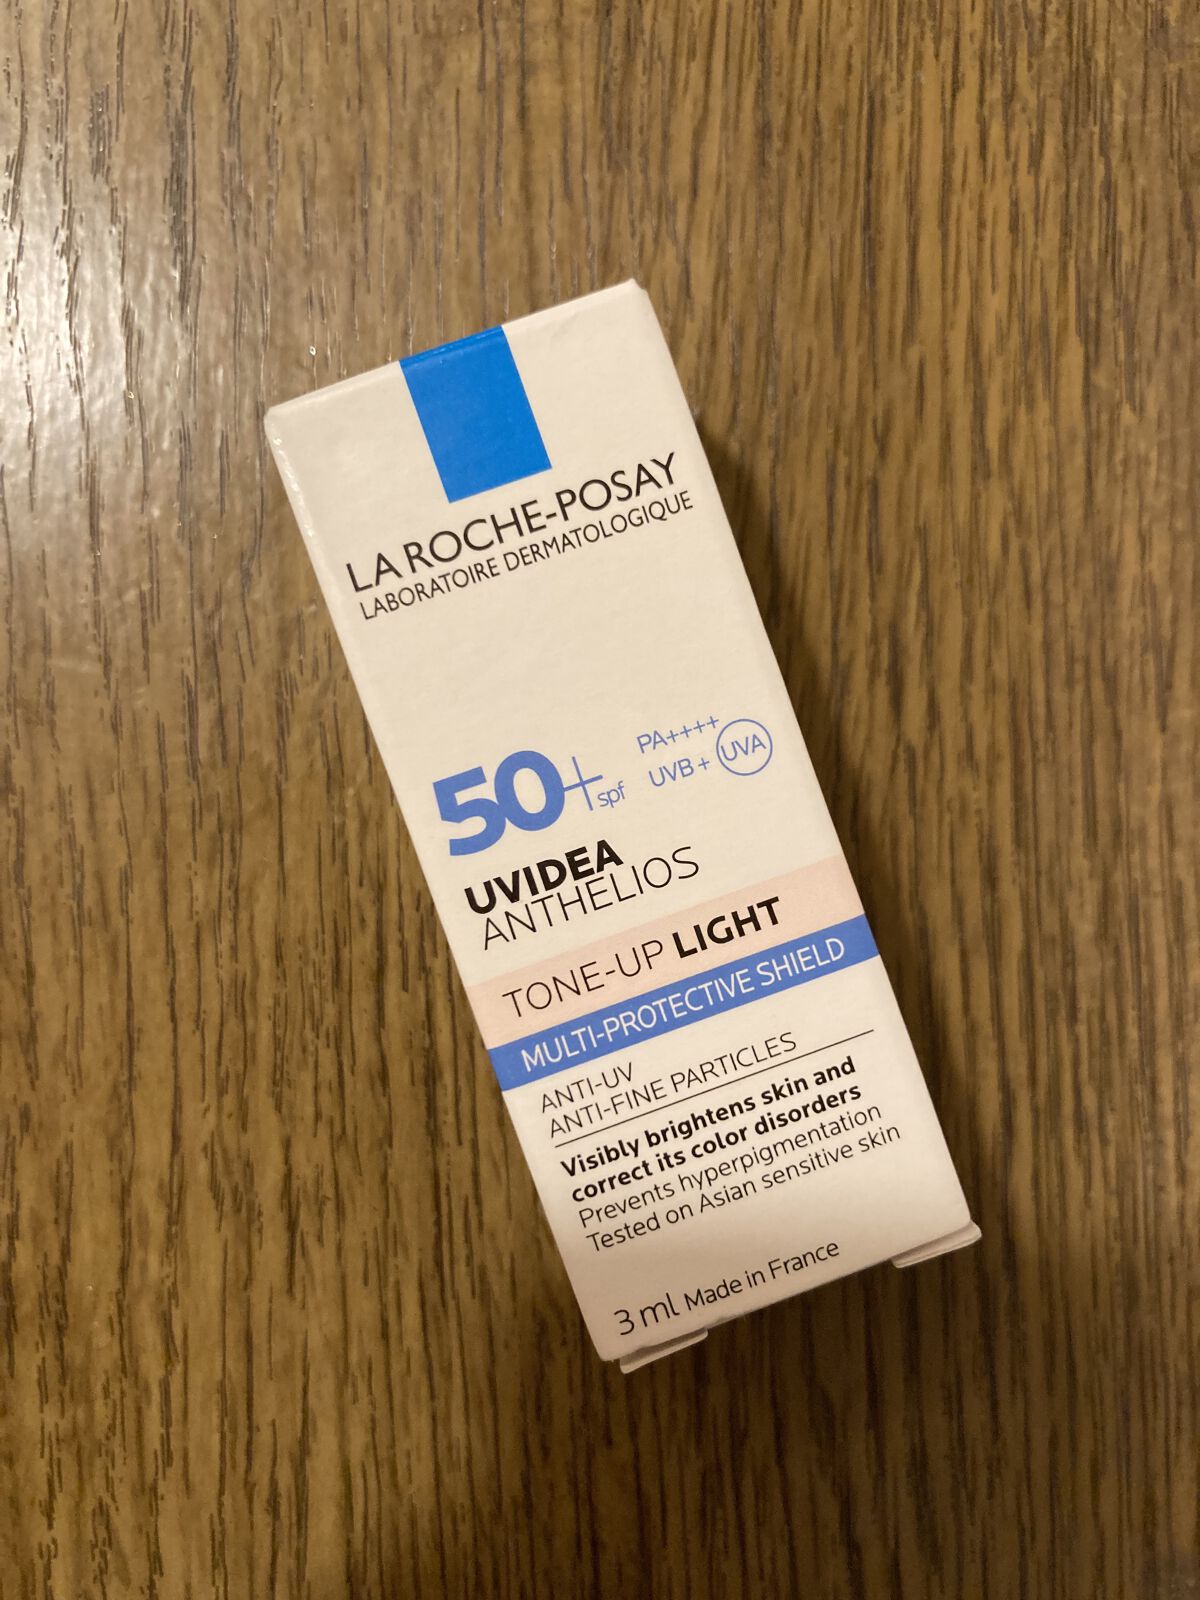 LA ROCHE-POSAY
LABORATOIRE DERMATOLOGIQUE
50+ spf
PA++++
UVB + UVA
UVIDEA
ANTHELIOS
TONE-UP LIGHT
MULTI-PROTECTIVE SHIELD
ANTI-UV
ANTI-FINE PARTICLES
Visibly brightens skin and
correct its color disorders
Prevents hyperpigmentation
Tested on Asian sensitive skin
3 ml Made in France